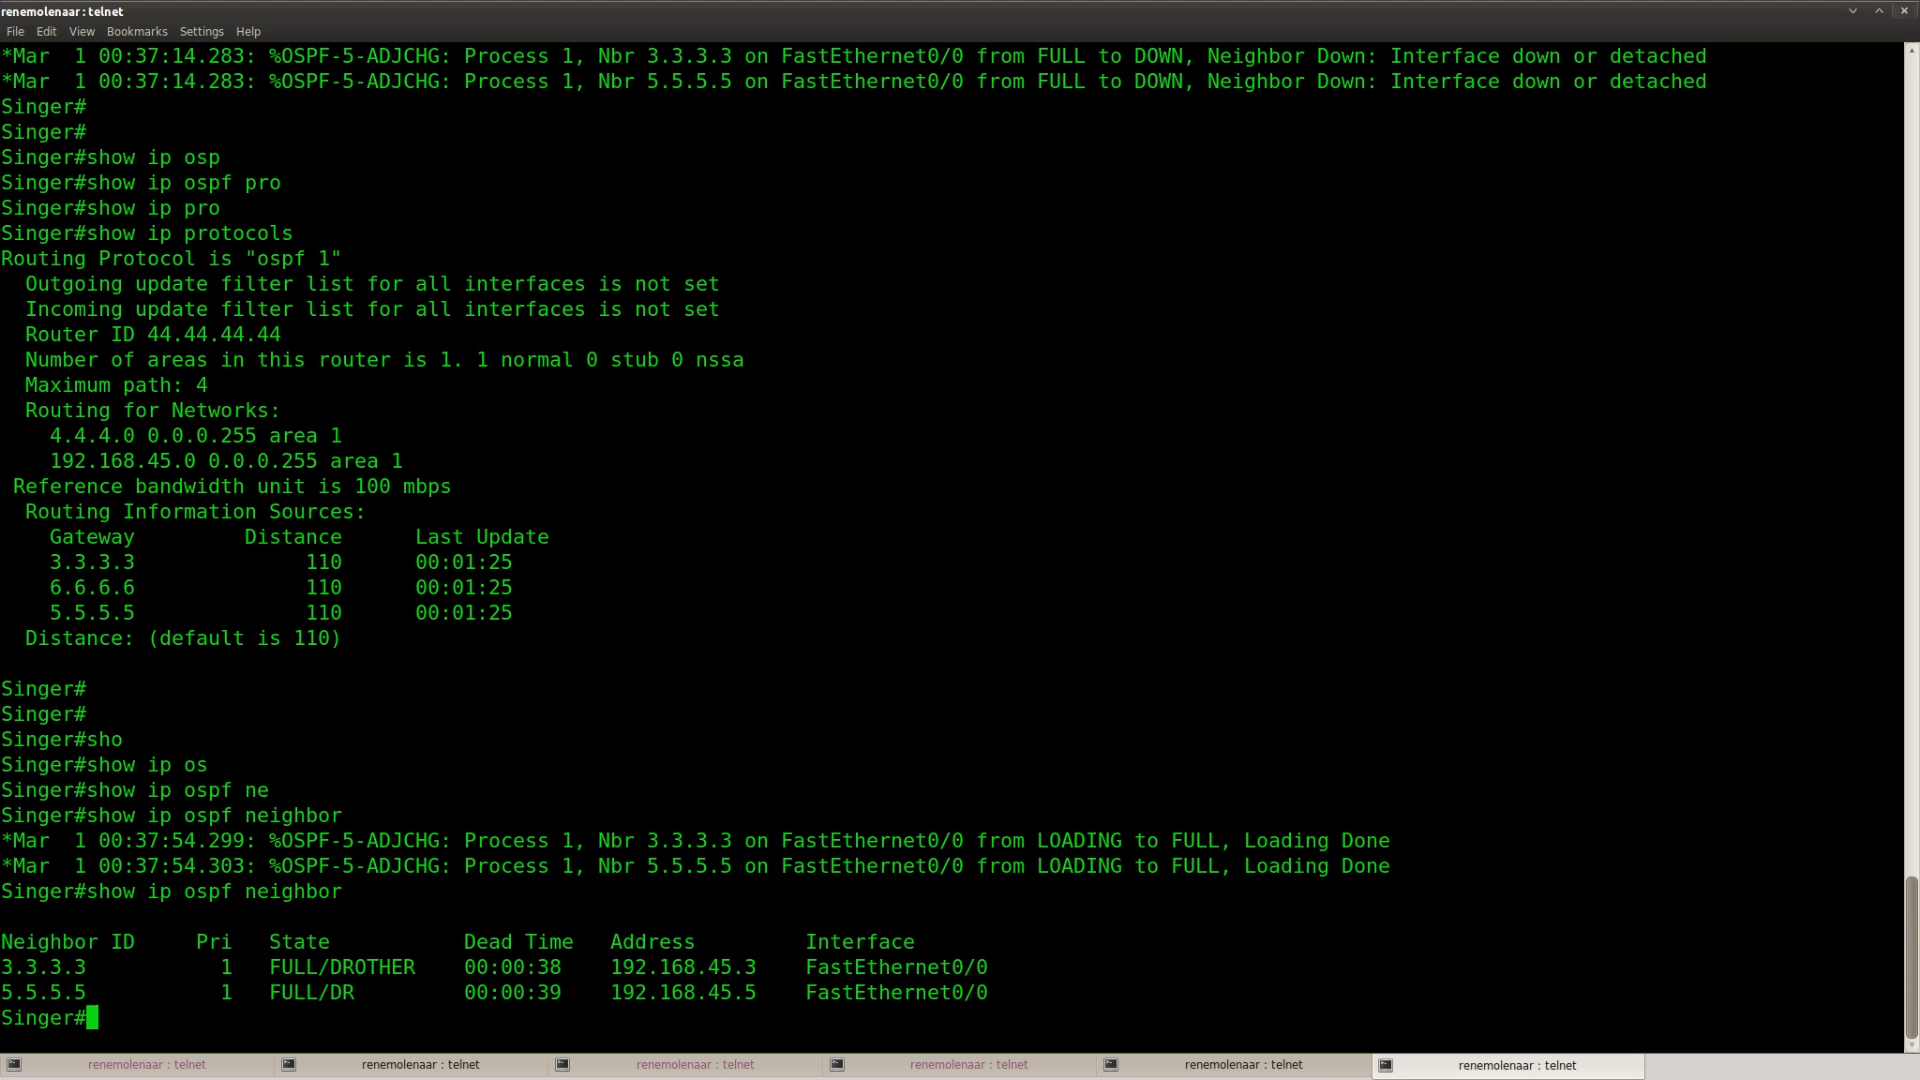 renemolenaar : telnet
File Edit View Bookmarks Settings Help
*Mar  1 00:37:14.283: %OSPF-5-ADJCHG: Process 1, Nbr 3.3.3.3 on FastEthernet0/0 from FULL to DOWN, Neighbor Down: Interface down or detached
*Mar  1 00:37:14.283: %OSPF-5-ADJCHG: Process 1, Nbr 5.5.5.5 on FastEthernet0/0 from FULL to DOWN, Neighbor Down: Interface down or detached
Singer#
Singer#
Singer#show ip osp
Singer#show ip ospf pro
Singer#show ip pro
Singer#show ip protocols
Routing Protocol is "ospf 1"
  Outgoing update filter list for all interfaces is not set
  Incoming update filter list for all interfaces is not set
  Router ID 44.44.44.44
  Number of areas in this router is 1. 1 normal 0 stub 0 nssa
  Maximum path: 4
  Routing for Networks:
    4.4.4.0 0.0.0.255 area 1
    192.168.45.0 0.0.0.255 area 1
 Reference bandwidth unit is 100 mbps
  Routing Information Sources:
    Gateway         Distance      Last Update
    3.3.3.3              110      00:01:25
    6.6.6.6              110      00:01:25
    5.5.5.5              110      00:01:25
  Distance: (default is 110)
Singer#
Singer#
Singer#sho
Singer#show ip os
Singer#show ip ospf ne
Singer#show ip ospf neighbor
*Mar  1 00:37:54.299: %OSPF-5-ADJCHG: Process 1, Nbr 3.3.3.3 on FastEthernet0/0 from LOADING to FULL, Loading Done
*Mar  1 00:37:54.303: %OSPF-5-ADJCHG: Process 1, Nbr 5.5.5.5 on FastEthernet0/0 from LOADING to FULL, Loading Done
Singer#show ip ospf neighbor
Neighbor ID     Pri   State           Dead Time   Address         Interface
3.3.3.3           1   FULL/DROTHER    00:00:38    192.168.45.3    FastEthernet0/0
5.5.5.5           1   FULL/DR         00:00:39    192.168.45.5    FastEthernet0/0
Singer#
renemolenaar : telnet renemolenaar : telnet renemolenaar : telnet renemolenaar : telnet renemolenaar : telnet renemolenaar : telnet